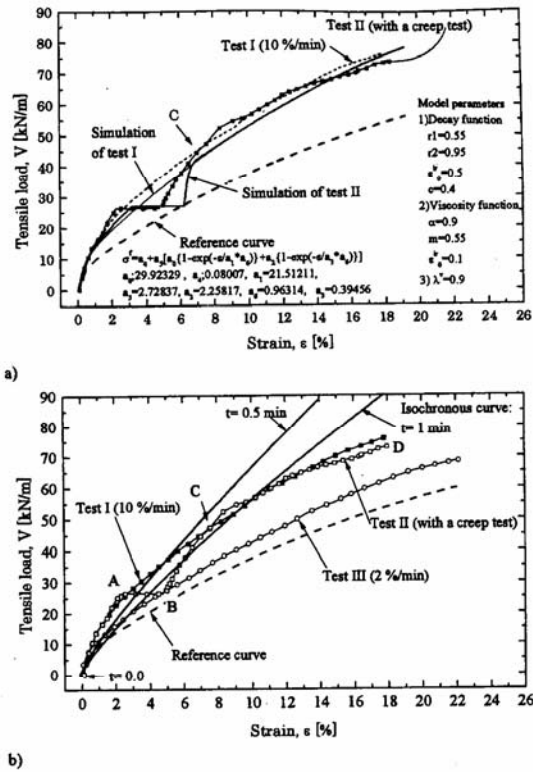 Test II (with a creep test)
Test I (10 %/min)
C
Simulation
of test I
Simulation of test II
Reference curve
Model parameters
1)Decay function
r1=0.55
r2=0.95
c=0.4
2)Viscosity function
α=0.9
m=0.55
Tensile load, V [kN/m]
90
80
70
60
50
40
30
20
10
0
0 2 4 6 8 10 12 14 16 18 20 22 24 26
Strain, ε [%]
a)
t= 0.5 min
Isochronous curve:
t= 1 min
D
C
Test I (10 %/min)
Test II (with a creep test)
A
B
Test III (2 %/min)
Reference curve
t=0.0
Tensile load, V [kN/m]
90
80
70
60
50
40
30
20
10
0
0 2 4 6 8 10 12 14 16 18 20 22 24 26
Strain, ε [%]
b)